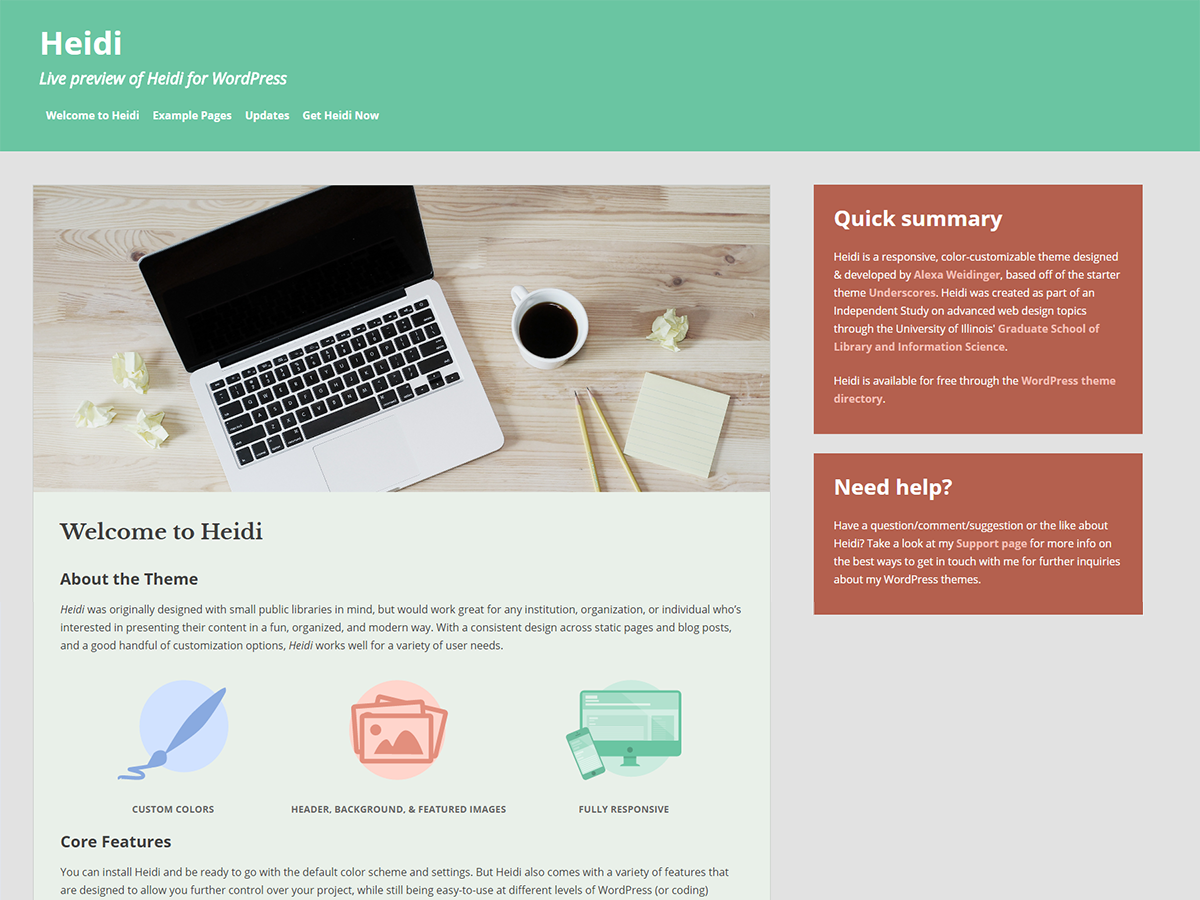 Heidi
Live preview of Heidi for WordPress
Welcome to Heidi Example Pages Updates Get Heidi Now
Welcome to Heidi
About the Theme
Heidi was originally designed with small public libraries in mind, but would work great for any institution, organization, or individual who's
interested in presenting their content in a fun, organized, and modern way. With a consistent design across static pages and blog posts,
and a good handful of customization options, Heidi works well for a variety of user needs.
CUSTOM COLORS
HEADER, BACKGROUND, & FEATURED IMAGES
FULLY RESPONSIVE
Core Features
You can install Heidi and be ready to go with the default color scheme and settings. But Heidi also comes with a variety of features that
are designed to allow you further control over your project, while still being easy-to-use at different levels of WordPress (or coding)
Quick summary
Heidi is a responsive, color-customizable theme designed
& developed by Alexa Weidinger, based off of the starter
theme Underscores. Heidi was created as part of an
Independent Study on advanced web design topics
through the University of Illinois' Graduate School of
Library and Information Science.
Heidi is available for free through the WordPress theme
directory.
Need help?
Have a question/comment/suggestion or the like about
Heidi? Take a look at my Support page for more info on
the best ways to get in touch with me for further inquiries
about my WordPress themes.